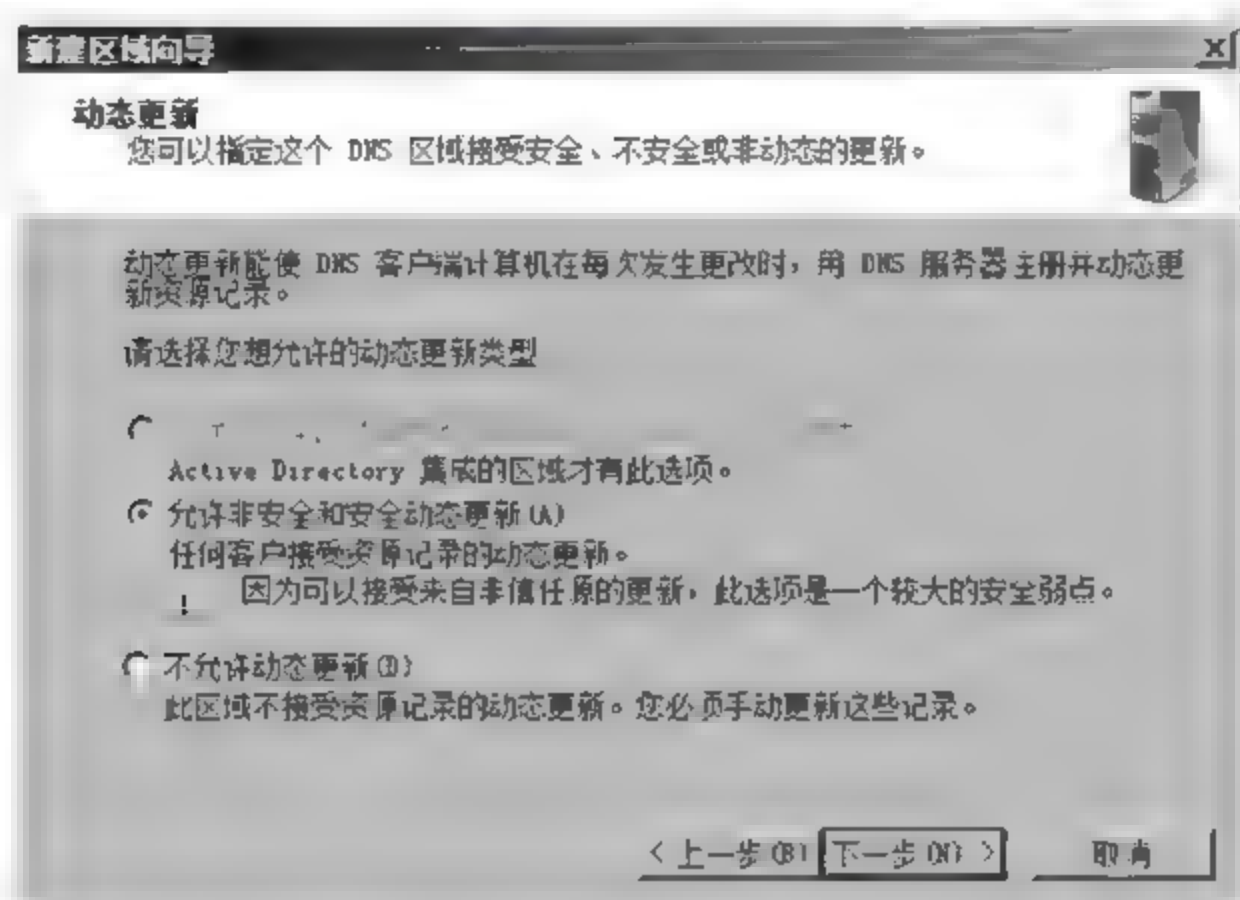 新建区域向导
动态更新
您可以指定这个 DNS 区域接受安全、不安全或非动态的更新。
动态更新能使 DNS 客户端计算机在每次发生更改时，用 DNS 服务器注册并动态更
新资源记录。
请选择您想允许的动态更新类型
Active Directory 集成的区域才有此选项。
允许非安全和安全动态更新(A)
任何客户接受资源记录的动态更新。
因为可以接受来自非信任源的更新，此选项是一个较大的安全弱点。
!
不允许动态更新(D)
此区域不接受资源记录的动态更新。您必须手动更新这些记录。
< 上一步(B) 下一步(N) > 取消